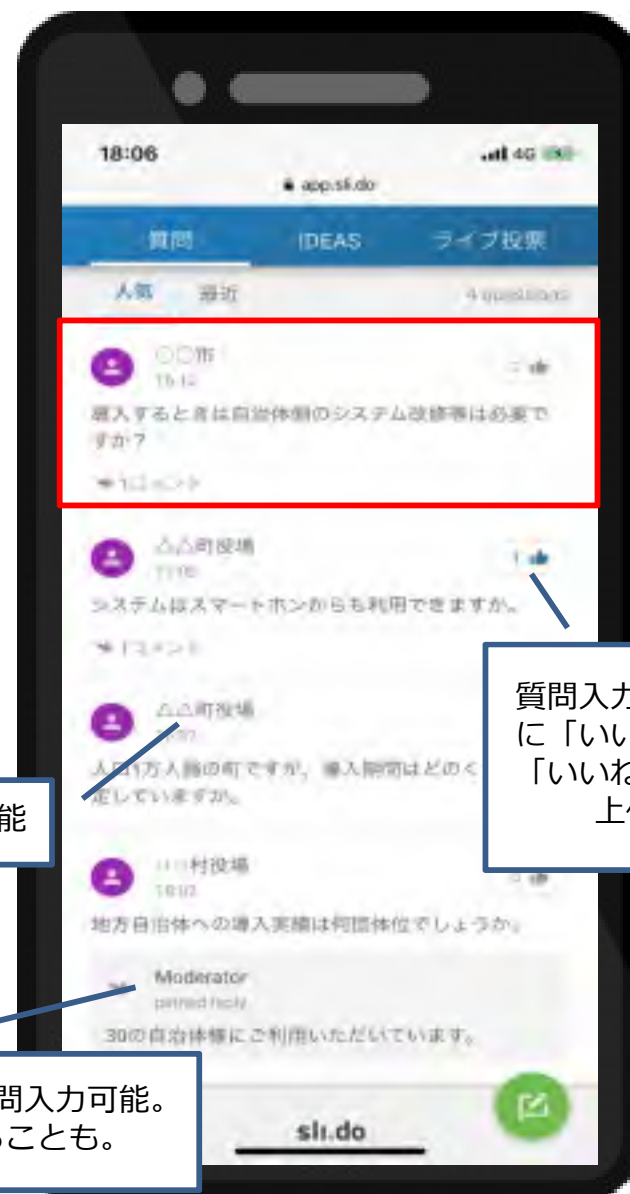 18:06
4G
app.sli.do
質問 IDEAS ライブ投票
人気 最近 4 questions
○○市
導入するときは自治体側のシステム改修等は必要で
すか?
1コメント
△△町役場
1
システムはスマートホンからも利用できますか。
1コメント
質問入力
に「いい
「いいね
上
△△町役場
人口1万人弱の町ですが、導入期間はどのく
定していますか。
能
村役場
地方自治体への導入実績は何団体位でしょうか。
Moderator
pinned reply
30の自治体様にご利用いただいています。
問入力可能。
ることも。
sli.do